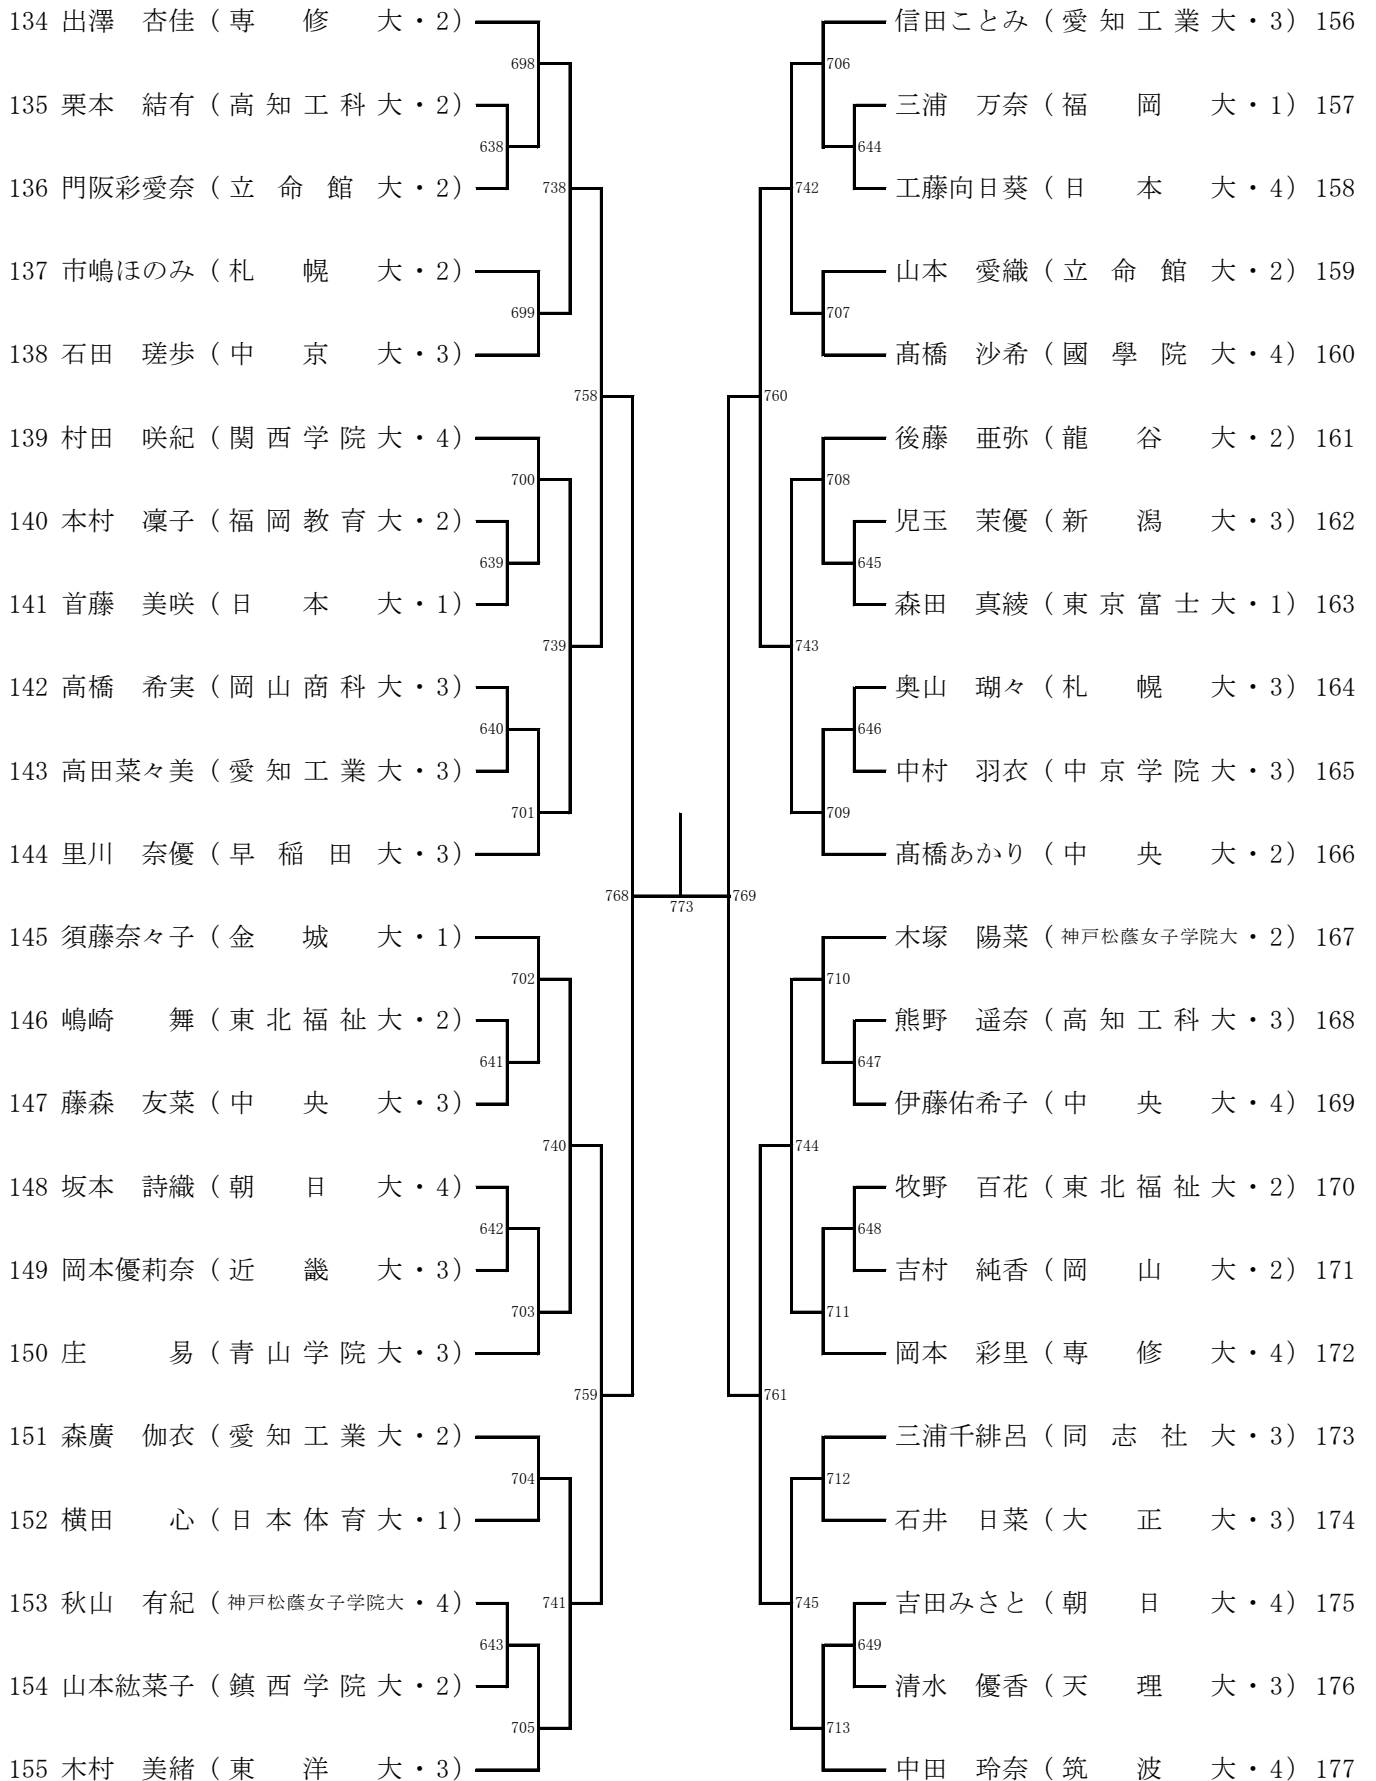 134 出澤　杏佳（専　修　大・2）
698
135 栗本　結有（高知工科大・2）
638
136 門阪彩愛奈（立命館大・2）
738
137 市嶋ほのみ（札　幌　大・2）
699
138 石田　瑳歩（中　京　大・3）
758
139 村田　咲紀（関西学院大・4）
700
140 本村　凜子（福岡教育大・2）
639
141 首藤　美咲（日　本　大・1）
739
142 高橋　希実（岡山商科大・3）
640
143 高田菜々美（愛知工業大・3）
701
144 里川　奈優（早稲田大・3）
768
145 須藤奈々子（金　城　大・1）
702
146 嶋崎　　舞（東北福祉大・2）
641
147 藤森　友菜（中　央　大・3）
740
148 坂本　詩織（朝　日　大・4）
642
149 岡本優莉奈（近　畿　大・3）
703
150 庄　　　易（青山学院大・3）
759
151 森廣　伽衣（愛知工業大・2）
704
152 横田　　心（日本体育大・1）
153 秋山　有紀（神戸松蔭女子学院大・4）
741
643
154 山本紘菜子（鎮西学院大・2）
705
155 木村　美緒（東　洋　大・3）
773
信田ことみ（愛知工業大・3）156
706
三浦　万奈（福　岡　大・1）157
644
工藤向日葵（日　本　大・4）158
742
山本　愛織（立命館大・2）159
707
髙橋　沙希（國學院大・4）160
760
後藤　亜弥（龍　谷　大・2）161
708
児玉　茉優（新　潟　大・3）162
645
森田　真綾（東京富士大・1）163
743
奥山　瑚々（札　幌　大・3）164
646
中村　羽衣（中京学院大・3）165
709
髙橋あかり（中　央　大・2）166
769
木塚　陽菜（神戸松蔭女子学院大・2）167
710
熊野　遥奈（高知工科大・3）168
647
伊藤佑希子（中　央　大・4）169
744
牧野　百花（東北福祉大・2）170
648
吉村　純香（岡　山　大・2）171
711
岡本　彩里（専　修　大・4）172
761
三浦千緋呂（同志社大・3）173
712
石井　日菜（大　正　大・3）174
吉田みさと（朝　日　大・4）175
745
649
清水　優香（天　理　大・3）176
713
中田　玲奈（筑　波　大・4）177